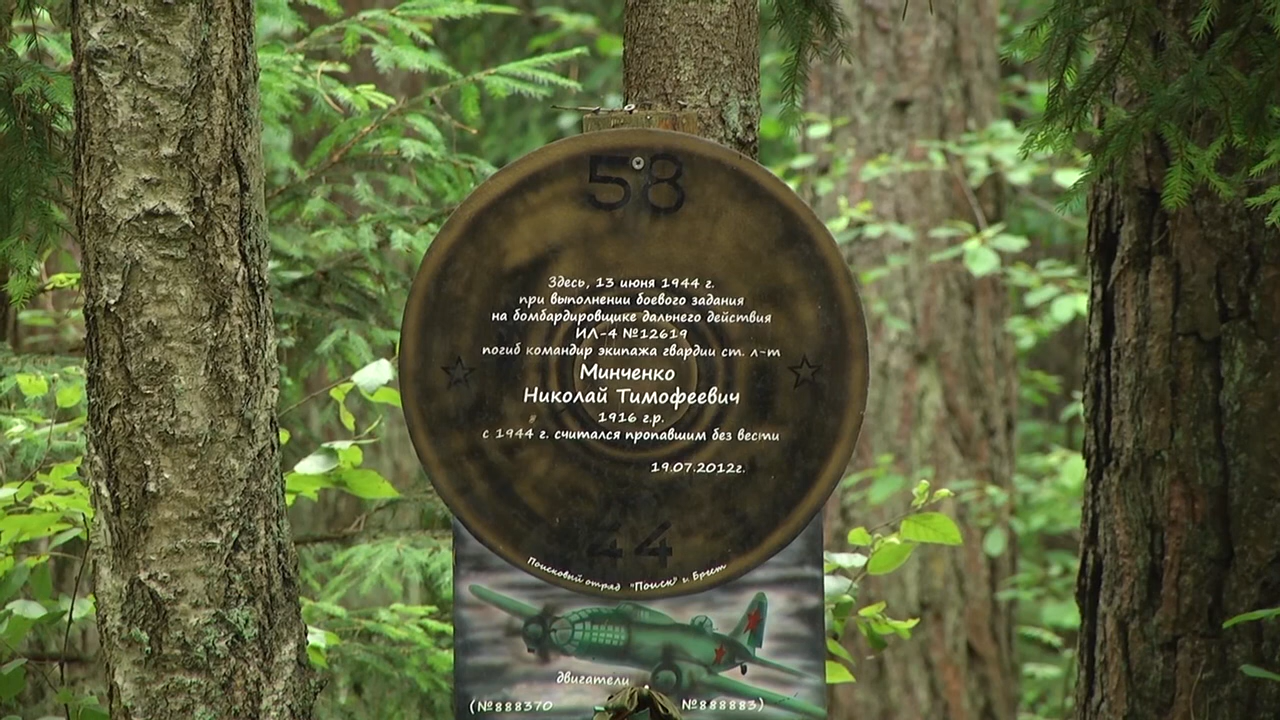 58
Здесь, 13 июня 1944 г.
при выполнении боевого задания
на бомбардировщике дальнего действия
ИЛ-4 №12619
погиб командир экипажа гвардии ст. л-т
Минченко
Николай Тимофеевич
1916 г.р.
с 1944 г. считался пропавшим без вести
19.07.2012г.
44
Поисковый отряд "Поиск" г. Брест
двигатели
(№888370 №888883)